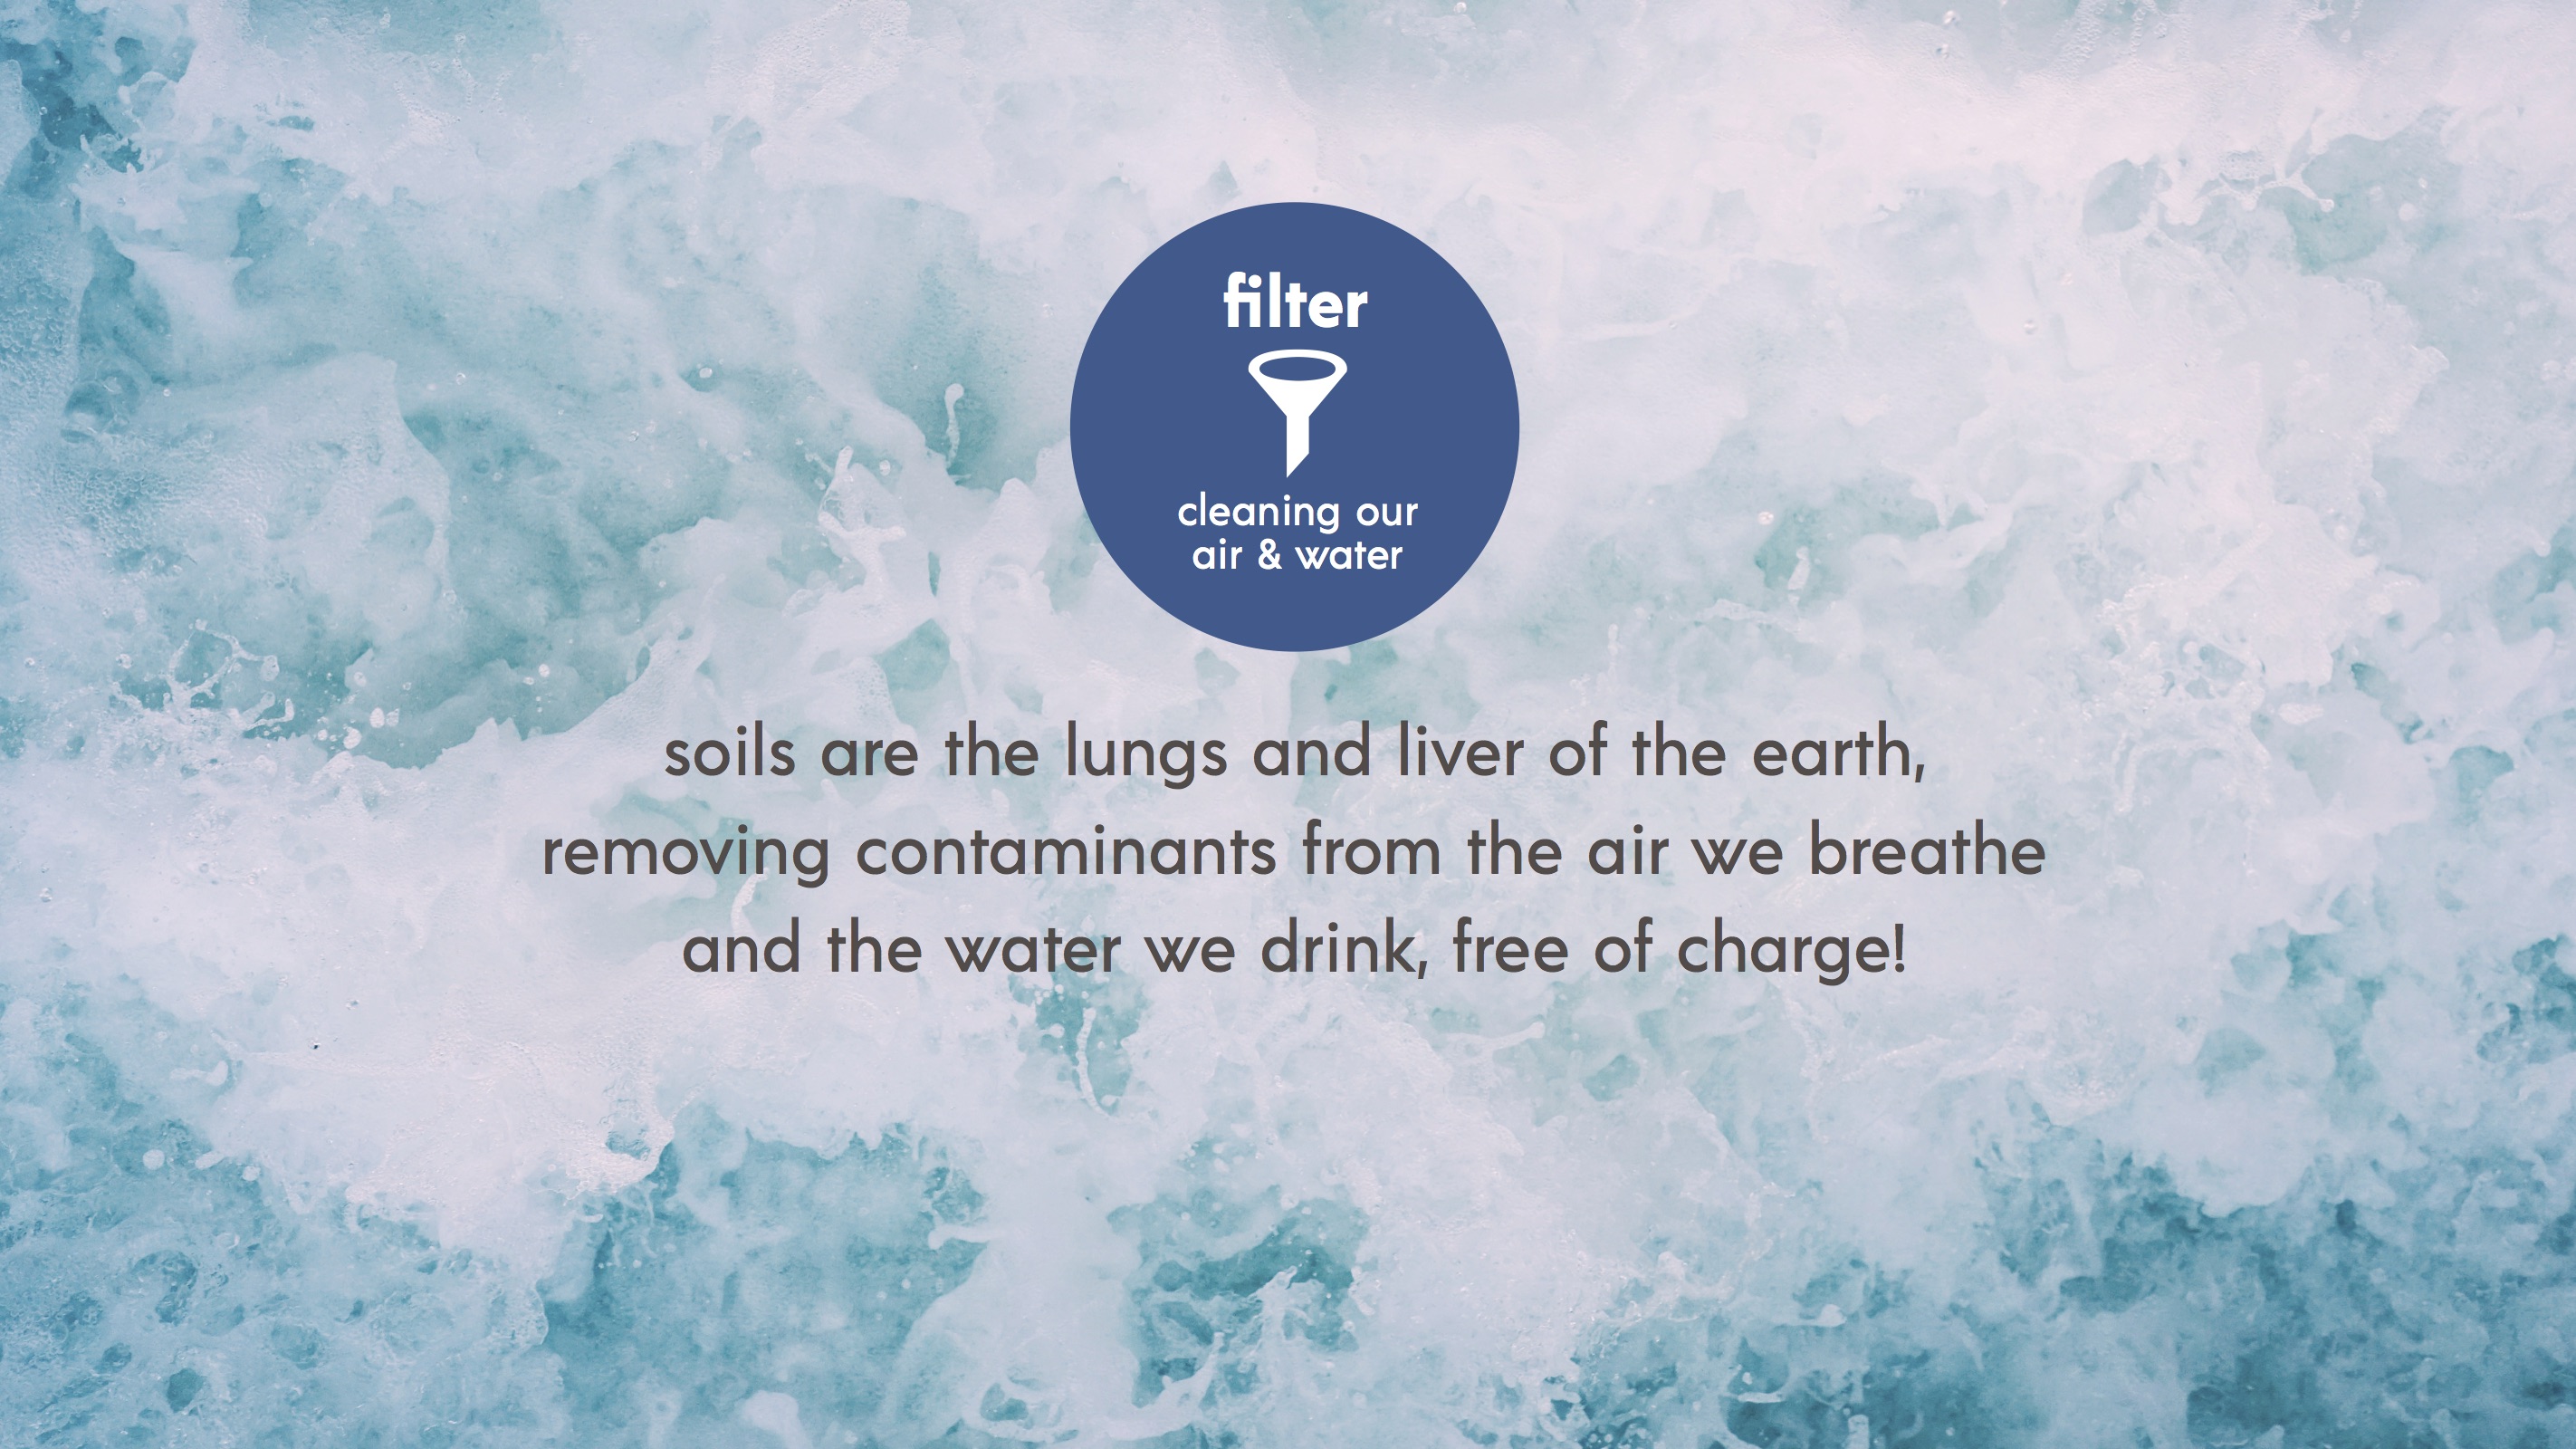 filter
cleaning our
air & water
soils are the lungs and liver of the earth,
removing contaminants from the air we breathe
and the water we drink, free of charge!